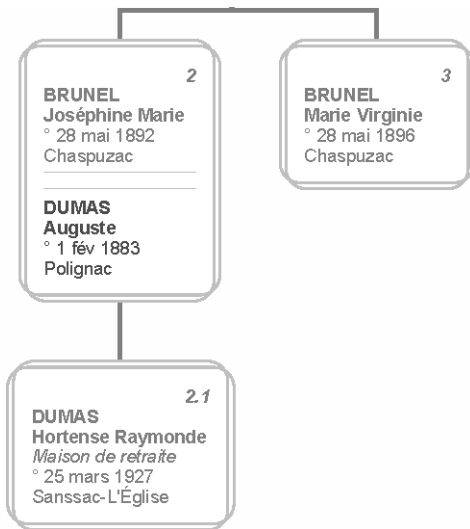 2
BRUNEL
Joséphine Marie
° 28 mai 1892
Chaspuzac
DUMAS
Auguste
° 1 fév 1883
Polignac
3
BRUNEL
Marie Virginie
° 28 mai 1896
Chaspuzac
2.1
DUMAS
Hortense Raymonde
Maison de retraite
° 25 mars 1927
Sanssac-L'Église